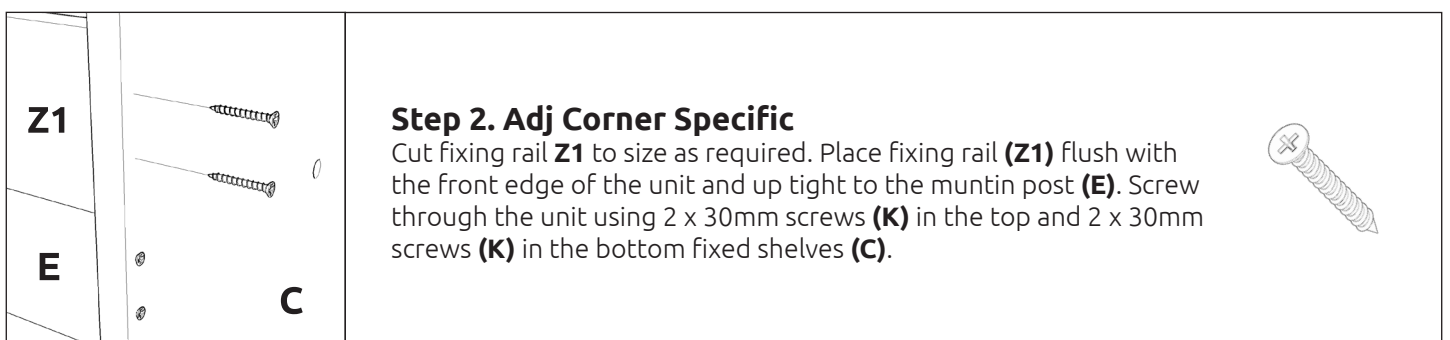 Z1
E
C
Step 2. Adj Corner Specific
Cut fixing rail Z1 to size as required. Place fixing rail (Z1) flush with
the front edge of the unit and up tight to the muntin post (E). Screw
through the unit using 2 x 30mm screws (K) in the top and 2 x 30mm
screws (K) in the bottom fixed shelves (C).